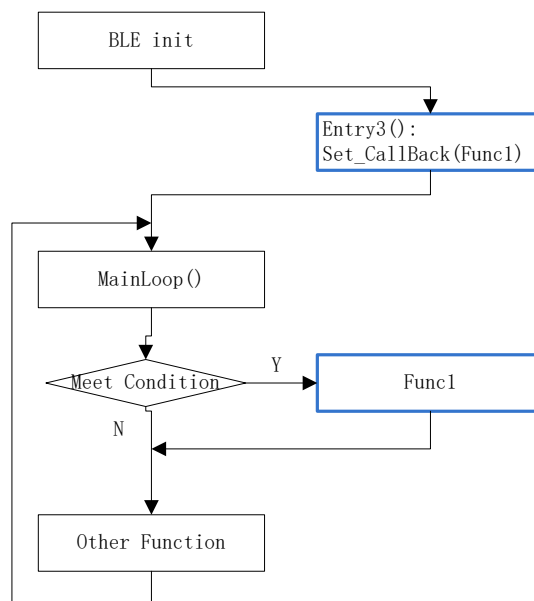 BLE init
Entry3():
Set_CallBack(Func1)
MainLoop()
Meet Condition
Y
Func1
N
Other Function